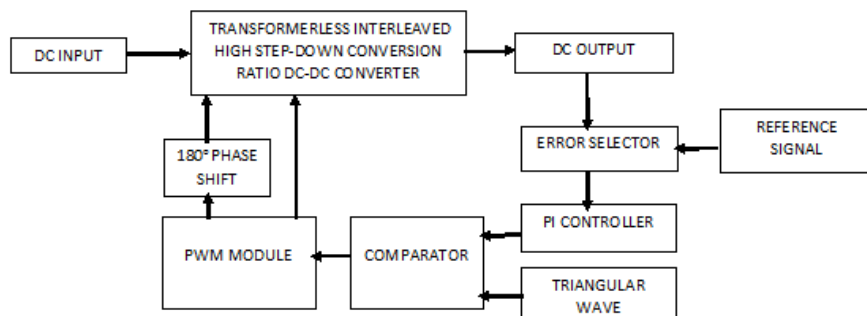 DC INPUT
TRANSFORMERLESS INTERLEAVED
HIGH STEP-DOWN CONVERSION
RATIO DC-DC CONVERTER
DC OUTPUT
180° PHASE
SHIFT
ERROR SELECTOR
REFERENCE
SIGNAL
PWM MODULE
COMPARATOR
PI CONTROLLER
TRIANGULAR
WAVE